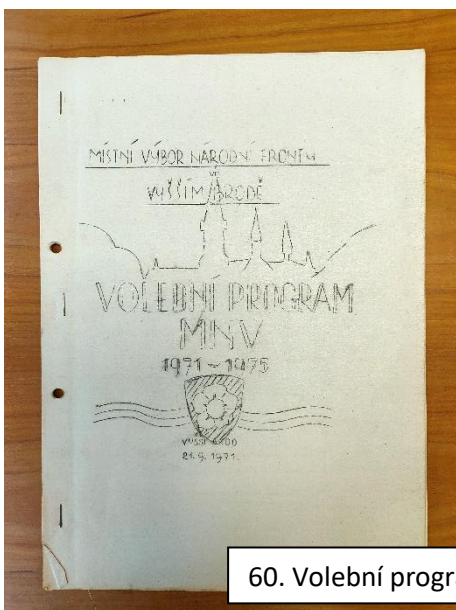 MÍSTNÍ VÝBOR NÁRODNÍ FRONTY
VE
VYŠŠÍM BRODĚ
VOLEBNÍ PROGRAM
MNV
1971 - 1975
VYŠŠÍ BROD
21.9.1971.
60. Volební progra